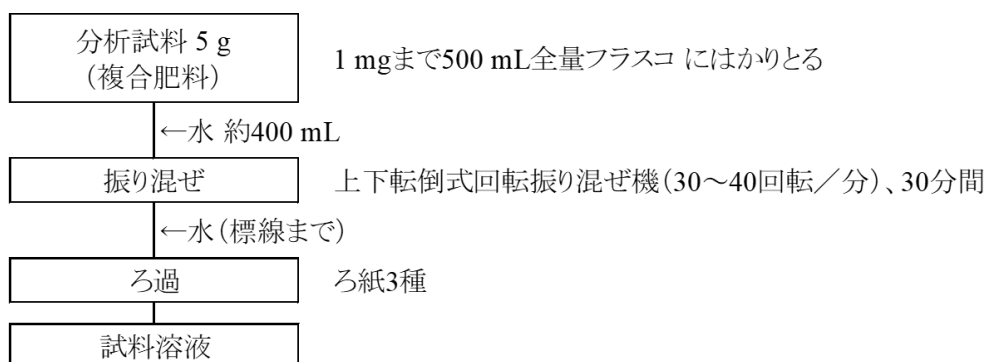 分析試料 5 g
(複合肥料)
1 mgまで500 mL全量フラスコ にはかりとる
←水 約400 mL
振り混ぜ
上下転倒式回転振り混ぜ機(30~40回転/分)、30分間
←水(標線まで)
ろ過
ろ紙3種
試料溶液